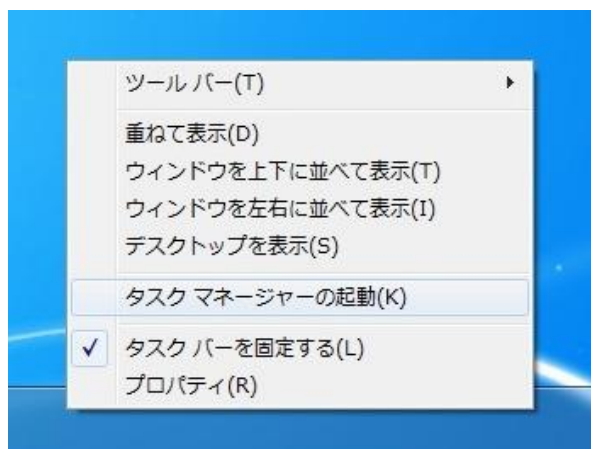 ツール バー(T)
重ねて表示(D)
ウィンドウを上下に並べて表示(T)
ウィンドウを左右に並べて表示(I)
デスクトップを表示(S)
タスク マネージャーの起動(K)
タスク バーを固定する(L)
プロパティ(R)